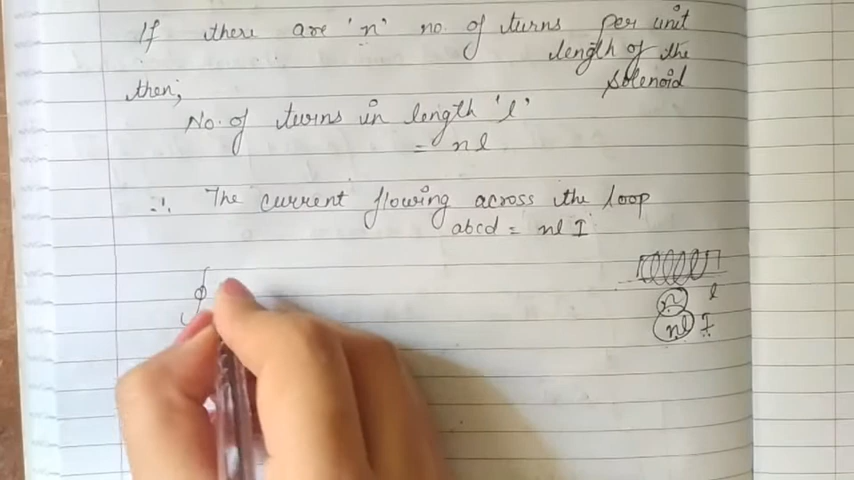 If there are 'n' no. of turns per unit
length of the
then; solenoid
No. of turns in length 'l'
= nl
∴ The current flowing across the loop
abcd = nl I
n l
nl I
∮